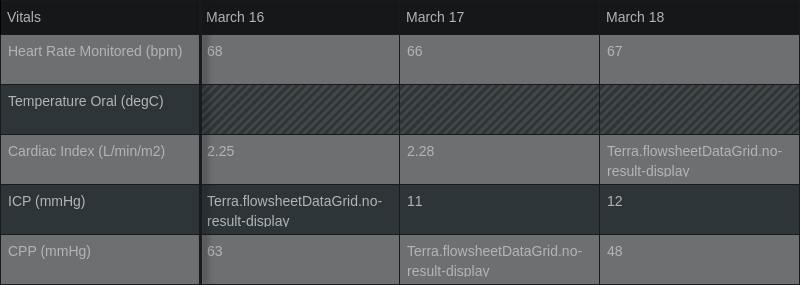 Vitals March 16 March 17 March 18
Heart Rate Monitored (bpm) 68 66 67
Temperature Oral (degC)
Cardiac Index (L/min/m2) 2.25 2.28 Terra.flowsheetDataGrid.no-
result-display
ICP (mmHg) Terra.flowsheetDataGrid.no- 11 12
result-display
CPP (mmHg) 63 Terra.flowsheetDataGrid.no- 48
result-display